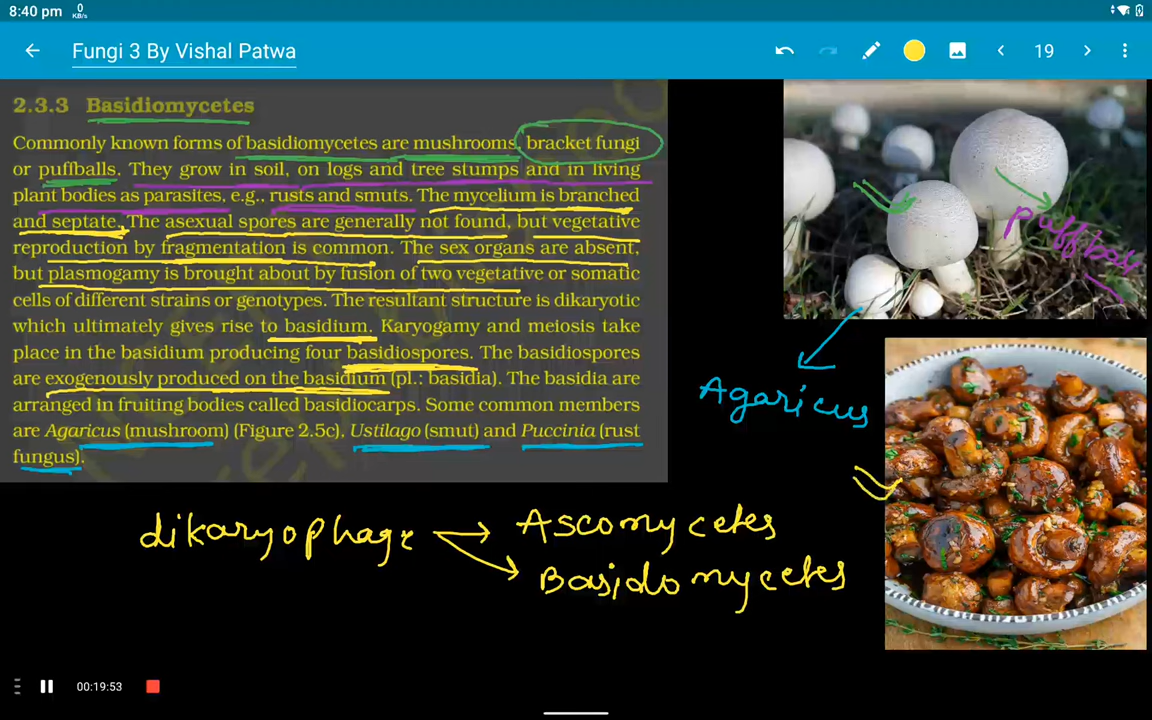 8:40 pm
0
KB/s
Fungi 3 By Vishal Patwa
19
2.3.3 Basidiomycetes
Commonly known forms of basidiomycetes are mushrooms, bracket fungi
or puffballs. They grow in soil, on logs and tree stumps and in living
plant bodies as parasites, e.g., rusts and smuts. The mycelium is branched
and septate. The asexual spores are generally not found, but vegetative
reproduction by fragmentation is common. The sex organs are absent,
but plasmogamy is brought about by fusion of two vegetative or somatic
cells of different strains or genotypes. The resultant structure is dikaryotic
which ultimately gives rise to basidium. Karyogamy and meiosis take
place in the basidium producing four basidiospores. The basidiospores
are exogenously produced on the basidium (pl.: basidia). The basidia are
arranged in fruiting bodies called basidiocarps. Some common members
are Agaricus (mushroom) (Figure 2.5c), Ustilago (smut) and Puccinia (rust
fungus).
Agaricus
dikaryophage
Ascomycetes
Basidomycetes
00:19:53